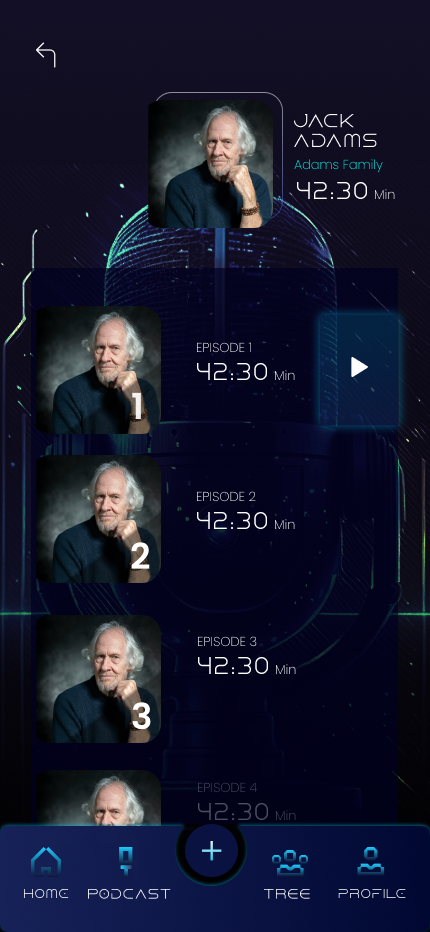 JACK
ADAMS
Adams Family
42:30 Min
EPISODE 1
42:30 Min
1
EPISODE 2
42:30 Min
2
EPISODE 3
42:30 Min
3
EPISODE 4
42:30 Min
HOME PODCAST + TREE PROFILE